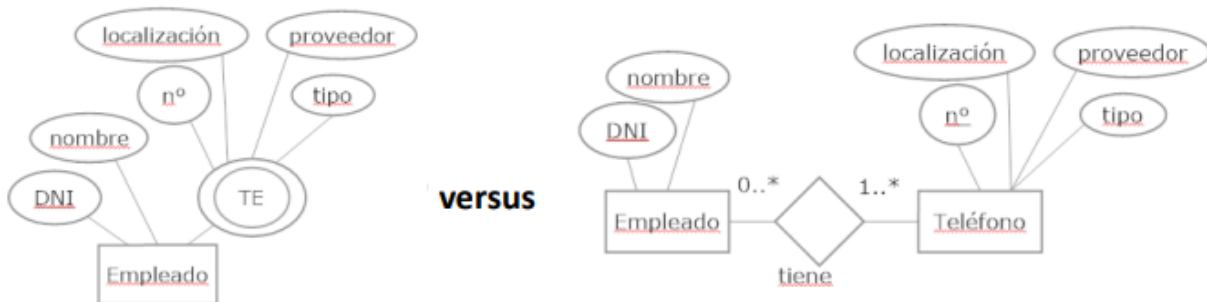 localización
proveedor
nº
tipo
nombre
DNI
TE
Empleado
versus
nombre
DNI
Empleado
0..*
tiene
1..*
localización
proveedor
nº
tipo
Teléfono